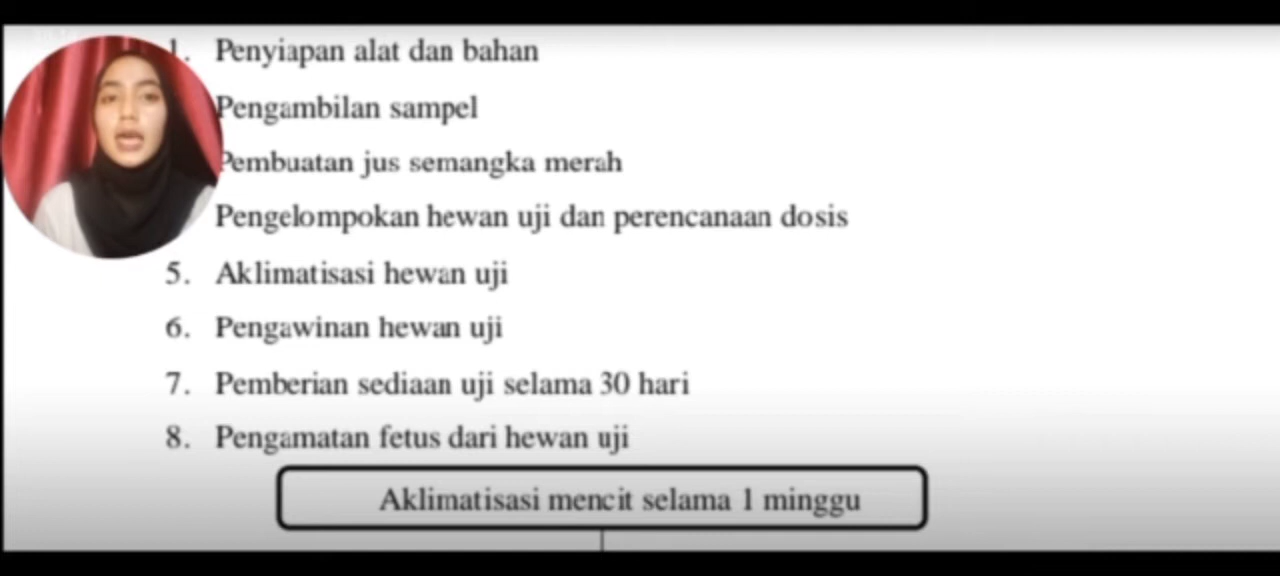 1. Penyiapan alat dan bahan
Pengambilan sampel
Pembuatan jus semangka merah
Pengelompokan hewan uji dan perencanaan dosis
5. Aklimatisasi hewan uji
6. Pengawinan hewan uji
7. Pemberian sediaan uji selama 30 hari
8. Pengamatan fetus dari hewan uji
Aklimatisasi mencit selama 1 minggu